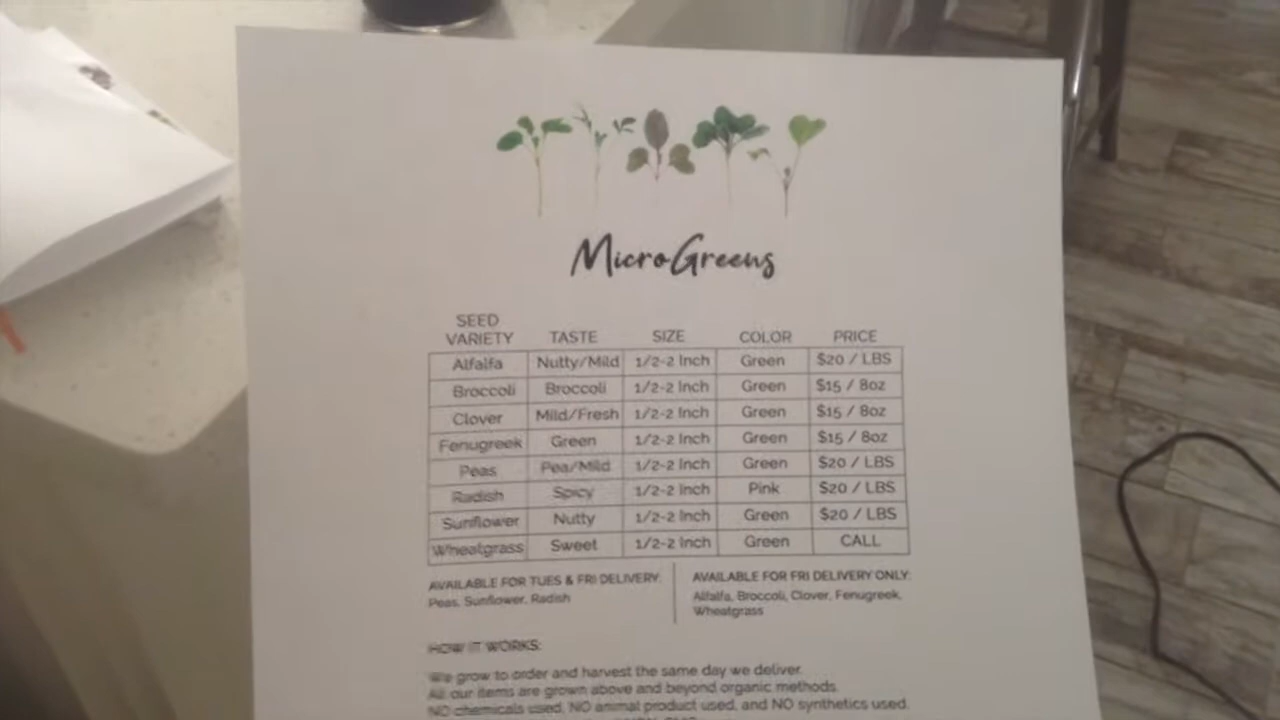 MicroGreens
SEED VARIETY TASTE SIZE COLOR PRICE
Alfalfa Nutty/Mild 1/2-2 Inch Green $20 / LBS
Broccoli Broccoli 1/2-2 Inch Green $15 / 8oz
Clover Mild/Fresh 1/2-2 Inch Green $15 / 8oz
Fenugreek Green 1/2-2 Inch Green $15 / 8oz
Peas Pea/Mild 1/2-2 Inch Green $20 / LBS
Radish Spicy 1/2-2 Inch Pink $20 / LBS
Sunflower Nutty 1/2-2 Inch Green $20 / LBS
Wheatgrass Sweet 1/2-2 Inch Green CALL
AVAILABLE FOR TUES & FRI DELIVERY:
Peas, Sunflower, Radish
AVAILABLE FOR FRI DELIVERY ONLY:
Alfalfa, Broccoli, Clover, Fenugreek,
Wheatgrass
HOW IT WORKS:
We grow to order and harvest the same day we deliver.
All our items are grown above and beyond organic methods.
NO chemicals used, NO animal product used, and NO synthetics used.